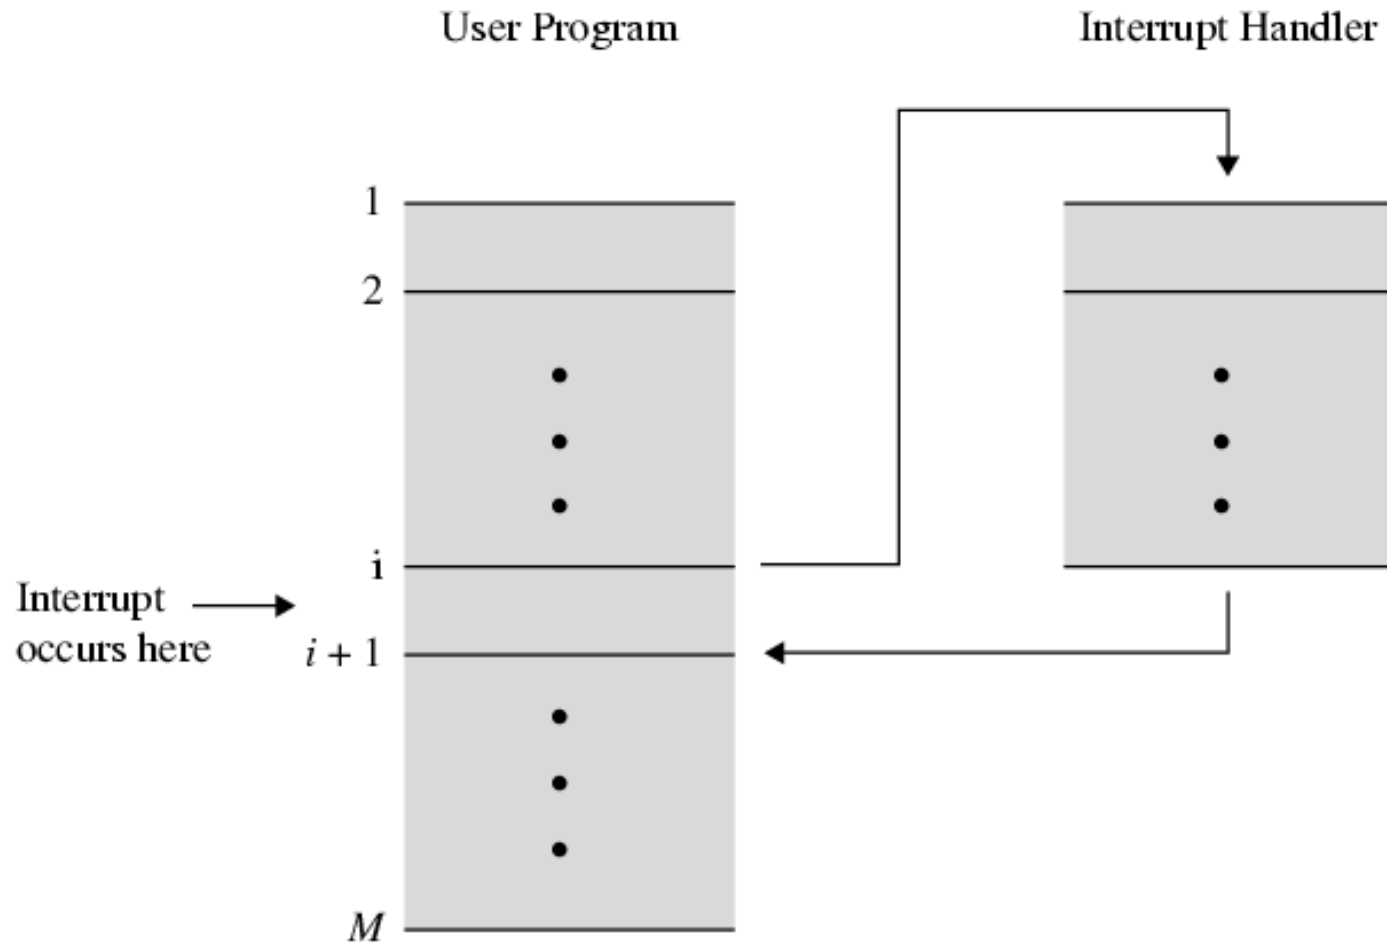 User Program
Interrupt Handler
1
2
i
Interrupt
occurs here
i + 1
M